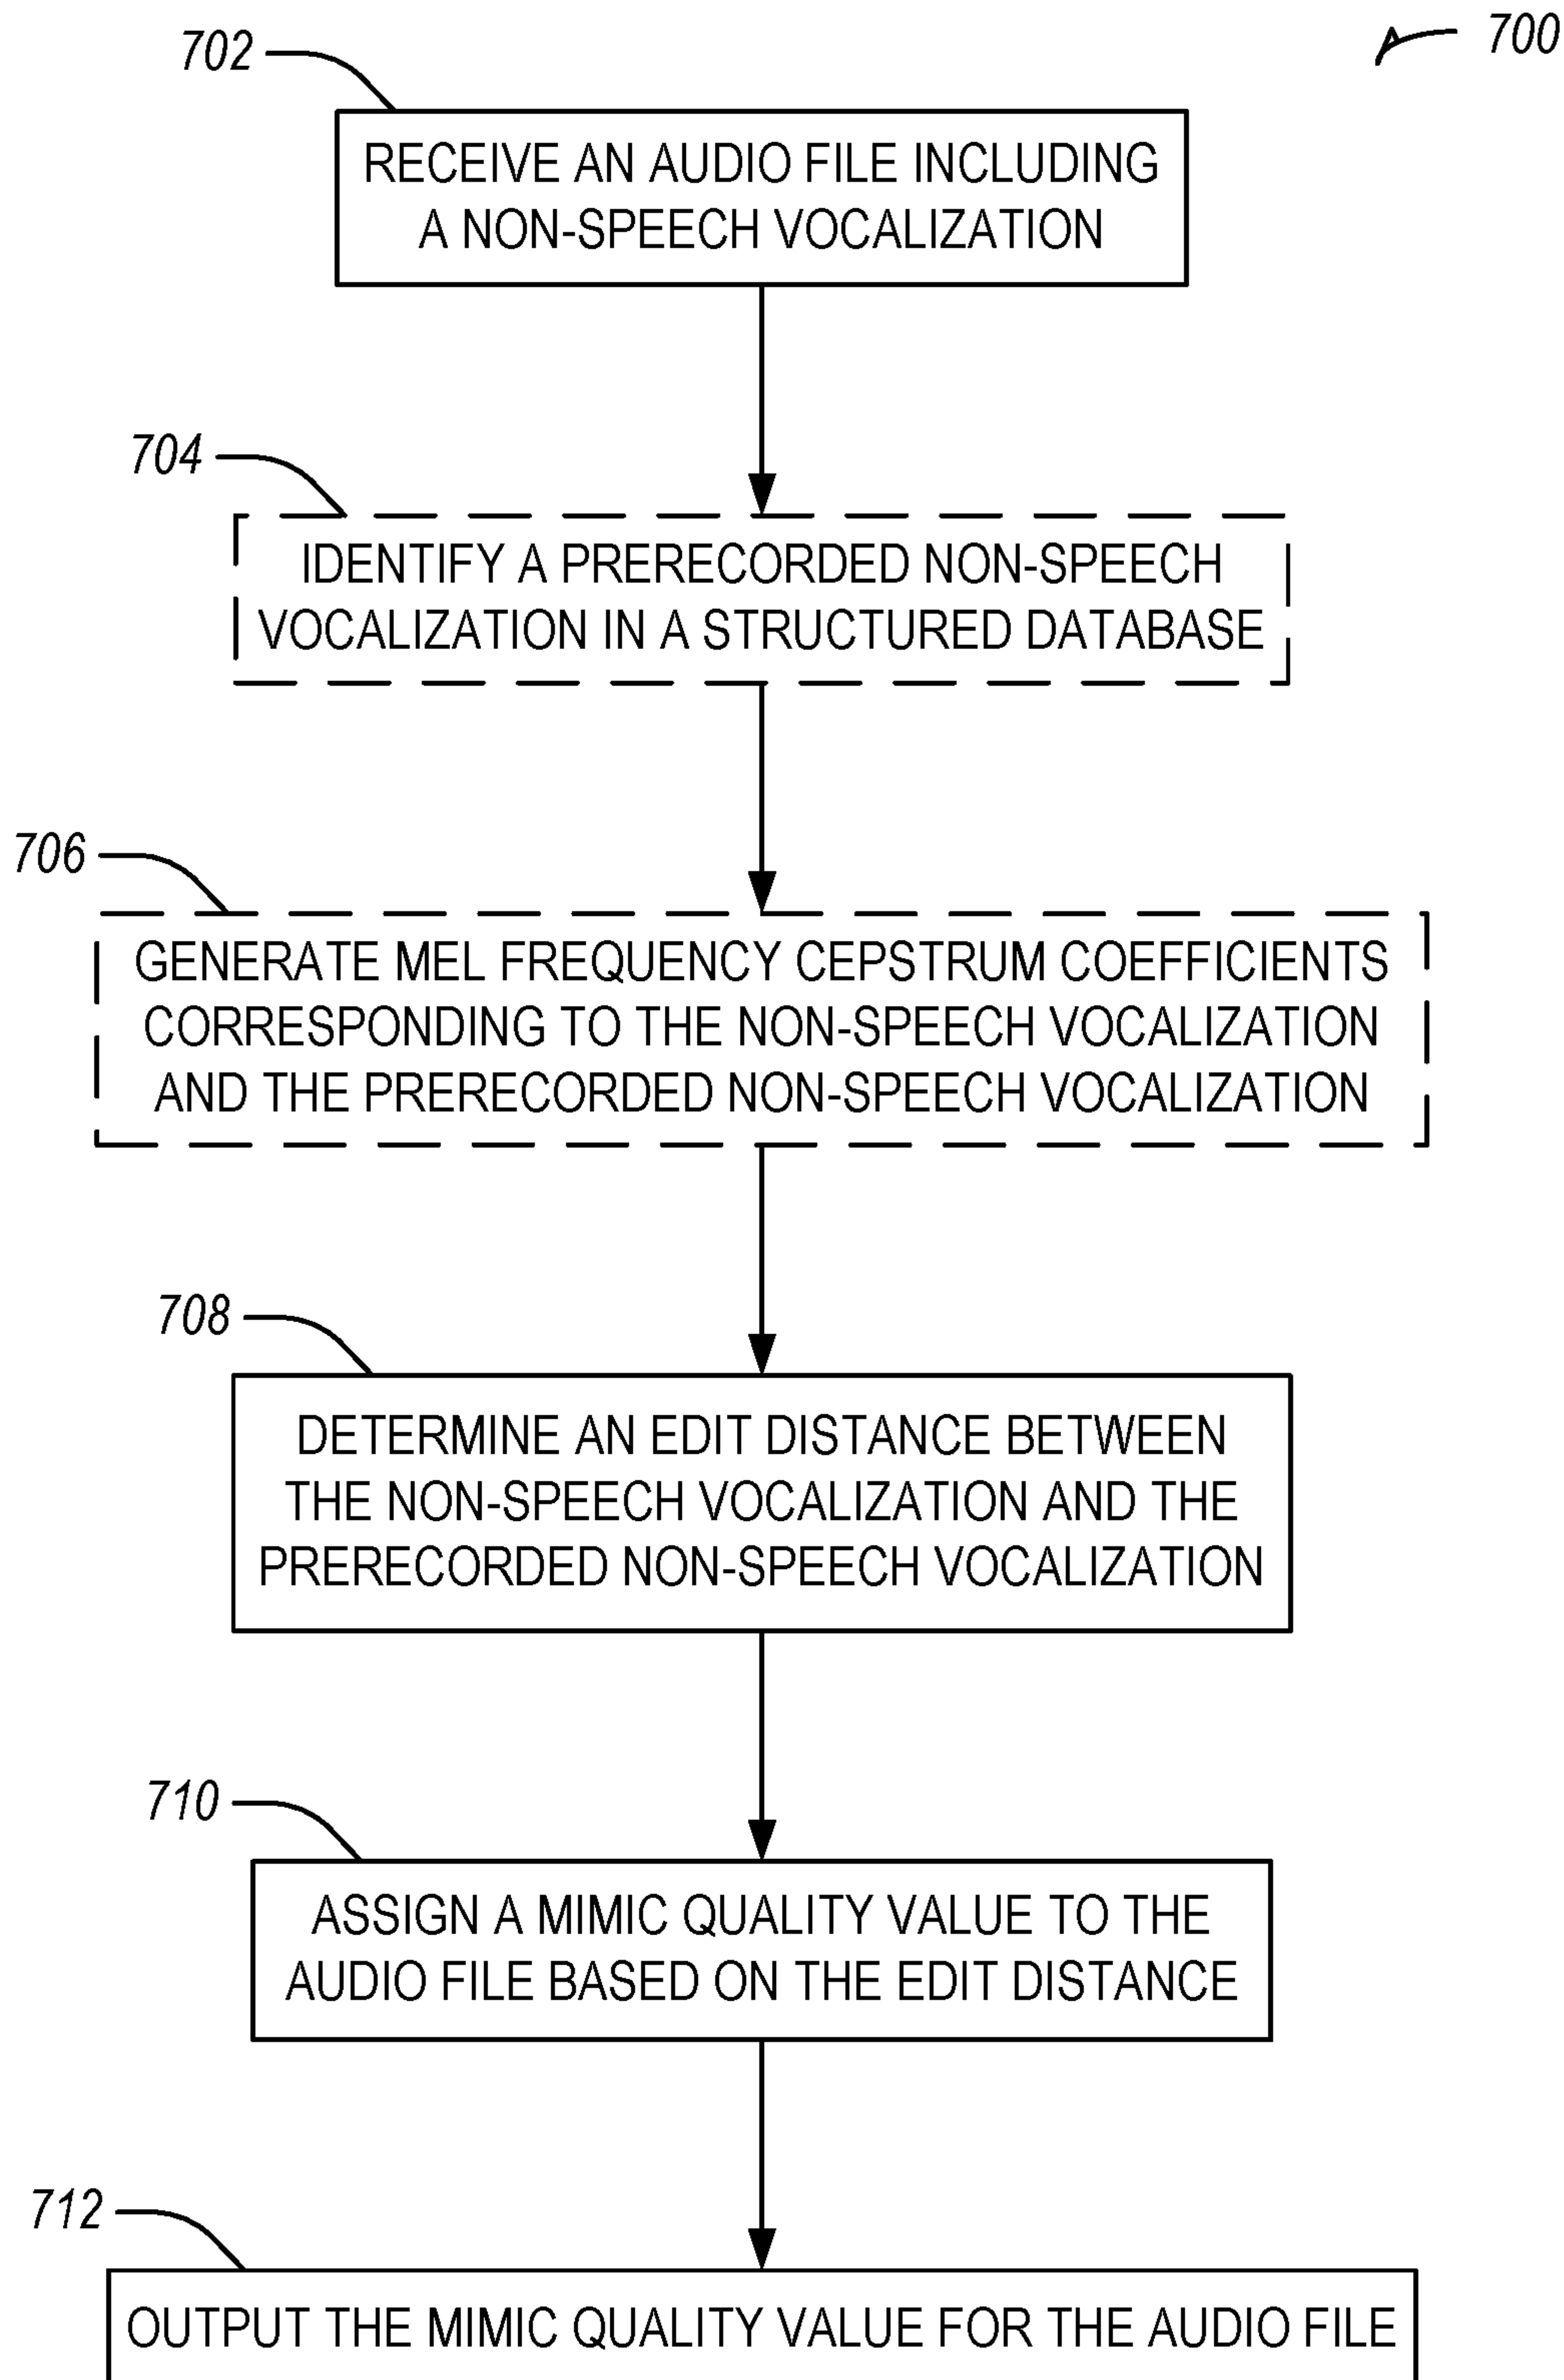 700
702
RECEIVE AN AUDIO FILE INCLUDING
A NON-SPEECH VOCALIZATION
704
IDENTIFY A PRERECORDED NON-SPEECH
VOCALIZATION IN A STRUCTURED DATABASE
706
GENERATE MEL FREQUENCY CEPSTRUM COEFFICIENTS
CORRESPONDING TO THE NON-SPEECH VOCALIZATION
AND THE PRERECORDED NON-SPEECH VOCALIZATION
708
DETERMINE AN EDIT DISTANCE BETWEEN
THE NON-SPEECH VOCALIZATION AND THE
PRERECORDED NON-SPEECH VOCALIZATION
710
ASSIGN A MIMIC QUALITY VALUE TO THE
AUDIO FILE BASED ON THE EDIT DISTANCE
712
OUTPUT THE MIMIC QUALITY VALUE FOR THE AUDIO FILE